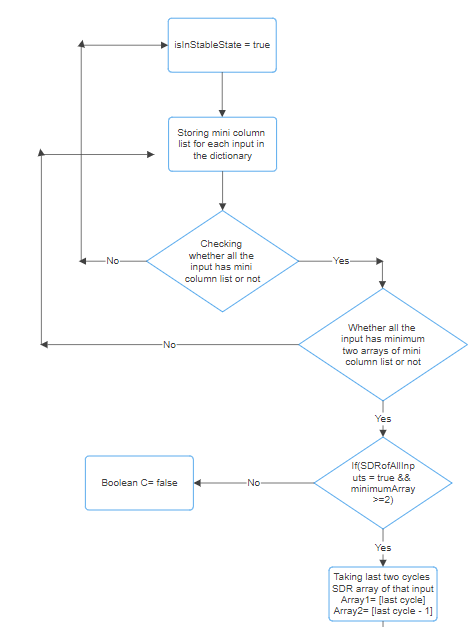 isInStableState = true
Storing mini column
list for each input in
the dictionary
Checking
whether all the
input has mini
column list or not
No
Yes
Whether all the
input has minimum
two arrays of mini
column list or not
No
Yes
If(SDRofAllInp
uts = true &&
minimumArray
>=2)
Boolean C= false
No
Yes
Taking last two cycles
SDR array of that input
Array1= [last cycle]
Array2= [last cycle - 1]